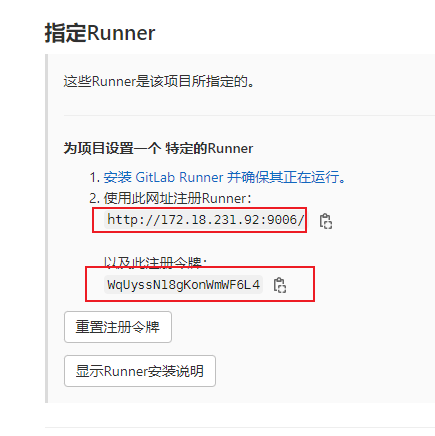 指定Runner
这些Runner是该项目所指定的。
为项目设置一个 特定的Runner
1. 安装 GitLab Runner 并确保其正在运行。
2. 使用此网址注册Runner：
http://172.18.231.92:9006/
以及此注册令牌：
WqUyssN18gKonWmWF6L4
重置注册令牌
显示Runner安装说明